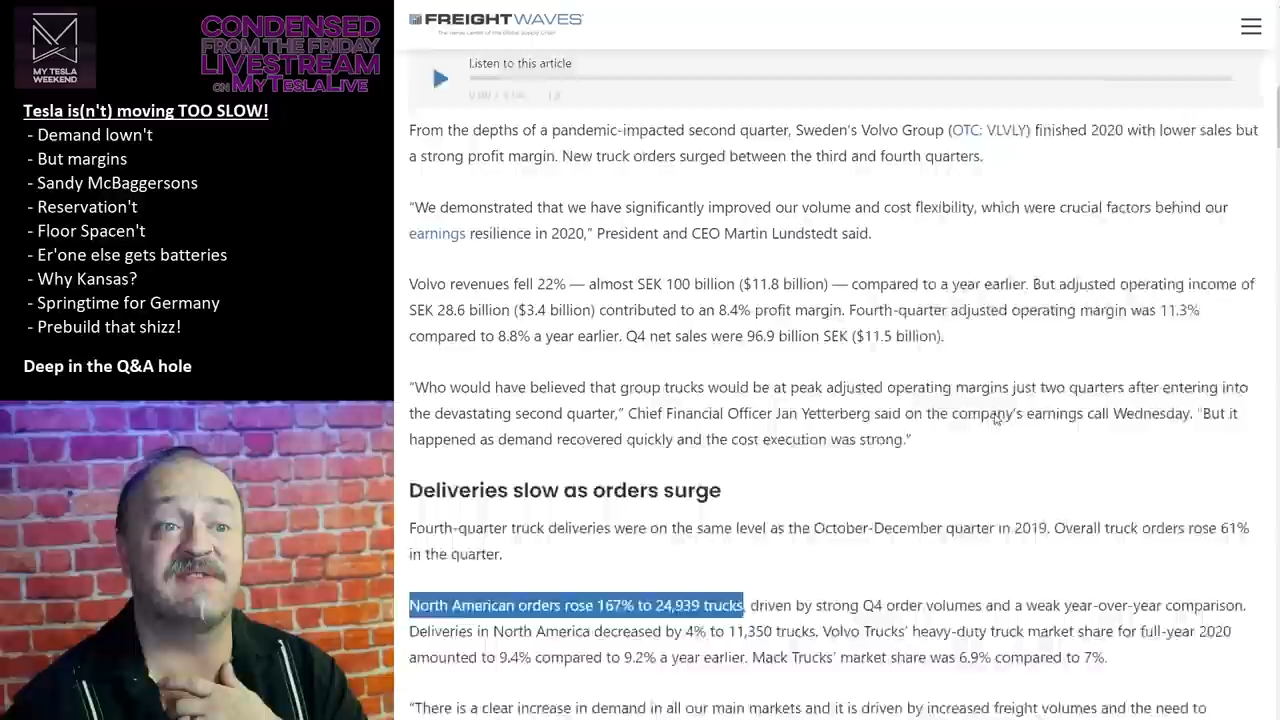 MY TESLA
WEEKEND
CONDENSED
FROM THE FRIDAY
LIVESTREAM
ON MYTESLALIVE
Tesla is(n't) moving TOO SLOW!
- Demand lown't
- But margins
- Sandy McBaggersons
- Reservation't
- Floor Spacen't
- Er'one else gets batteries
- Why Kansas?
- Springtime for Germany
- Prebuild that shizz!
Deep in the Q&A hole
FREIGHTWAVES
Listen to this article
From the depths of a pandemic-impacted second quarter, Sweden's Volvo Group (OTC: VLVLY) finished 2020 with lower sales but
a strong profit margin. New truck orders surged between the third and fourth quarters.
“We demonstrated that we have significantly improved our volume and cost flexibility, which were crucial factors behind our
earnings resilience in 2020,” President and CEO Martin Lundstedt said.
Volvo revenues fell 22% — almost SEK 100 billion ($11.8 billion) — compared to a year earlier. But adjusted operating income of
SEK 28.6 billion ($3.4 billion) contributed to an 8.4% profit margin. Fourth-quarter adjusted operating margin was 11.3%
compared to 8.8% a year earlier. Q4 net sales were 96.9 billion SEK ($11.5 billion).
“Who would have believed that group trucks would be at peak adjusted operating margins just two quarters after entering into
the devastating second quarter,” Chief Financial Officer Jan Yetterberg said on the company's earnings call Wednesday. “But it
happened as demand recovered quickly and the cost execution was strong.”
Deliveries slow as orders surge
Fourth-quarter truck deliveries were on the same level as the October-December quarter in 2019. Overall truck orders rose 61%
in the quarter.
North American orders rose 167% to 24,939 trucks, driven by strong Q4 order volumes and a weak year-over-year comparison.
Deliveries in North America decreased by 4% to 11,350 trucks. Volvo Trucks' heavy-duty truck market share for full-year 2020
amounted to 9.4% compared to 9.2% a year earlier. Mack Trucks' market share was 6.9% compared to 7%.
“There is a clear increase in demand in all our main markets and it is driven by increased freight volumes and the need to